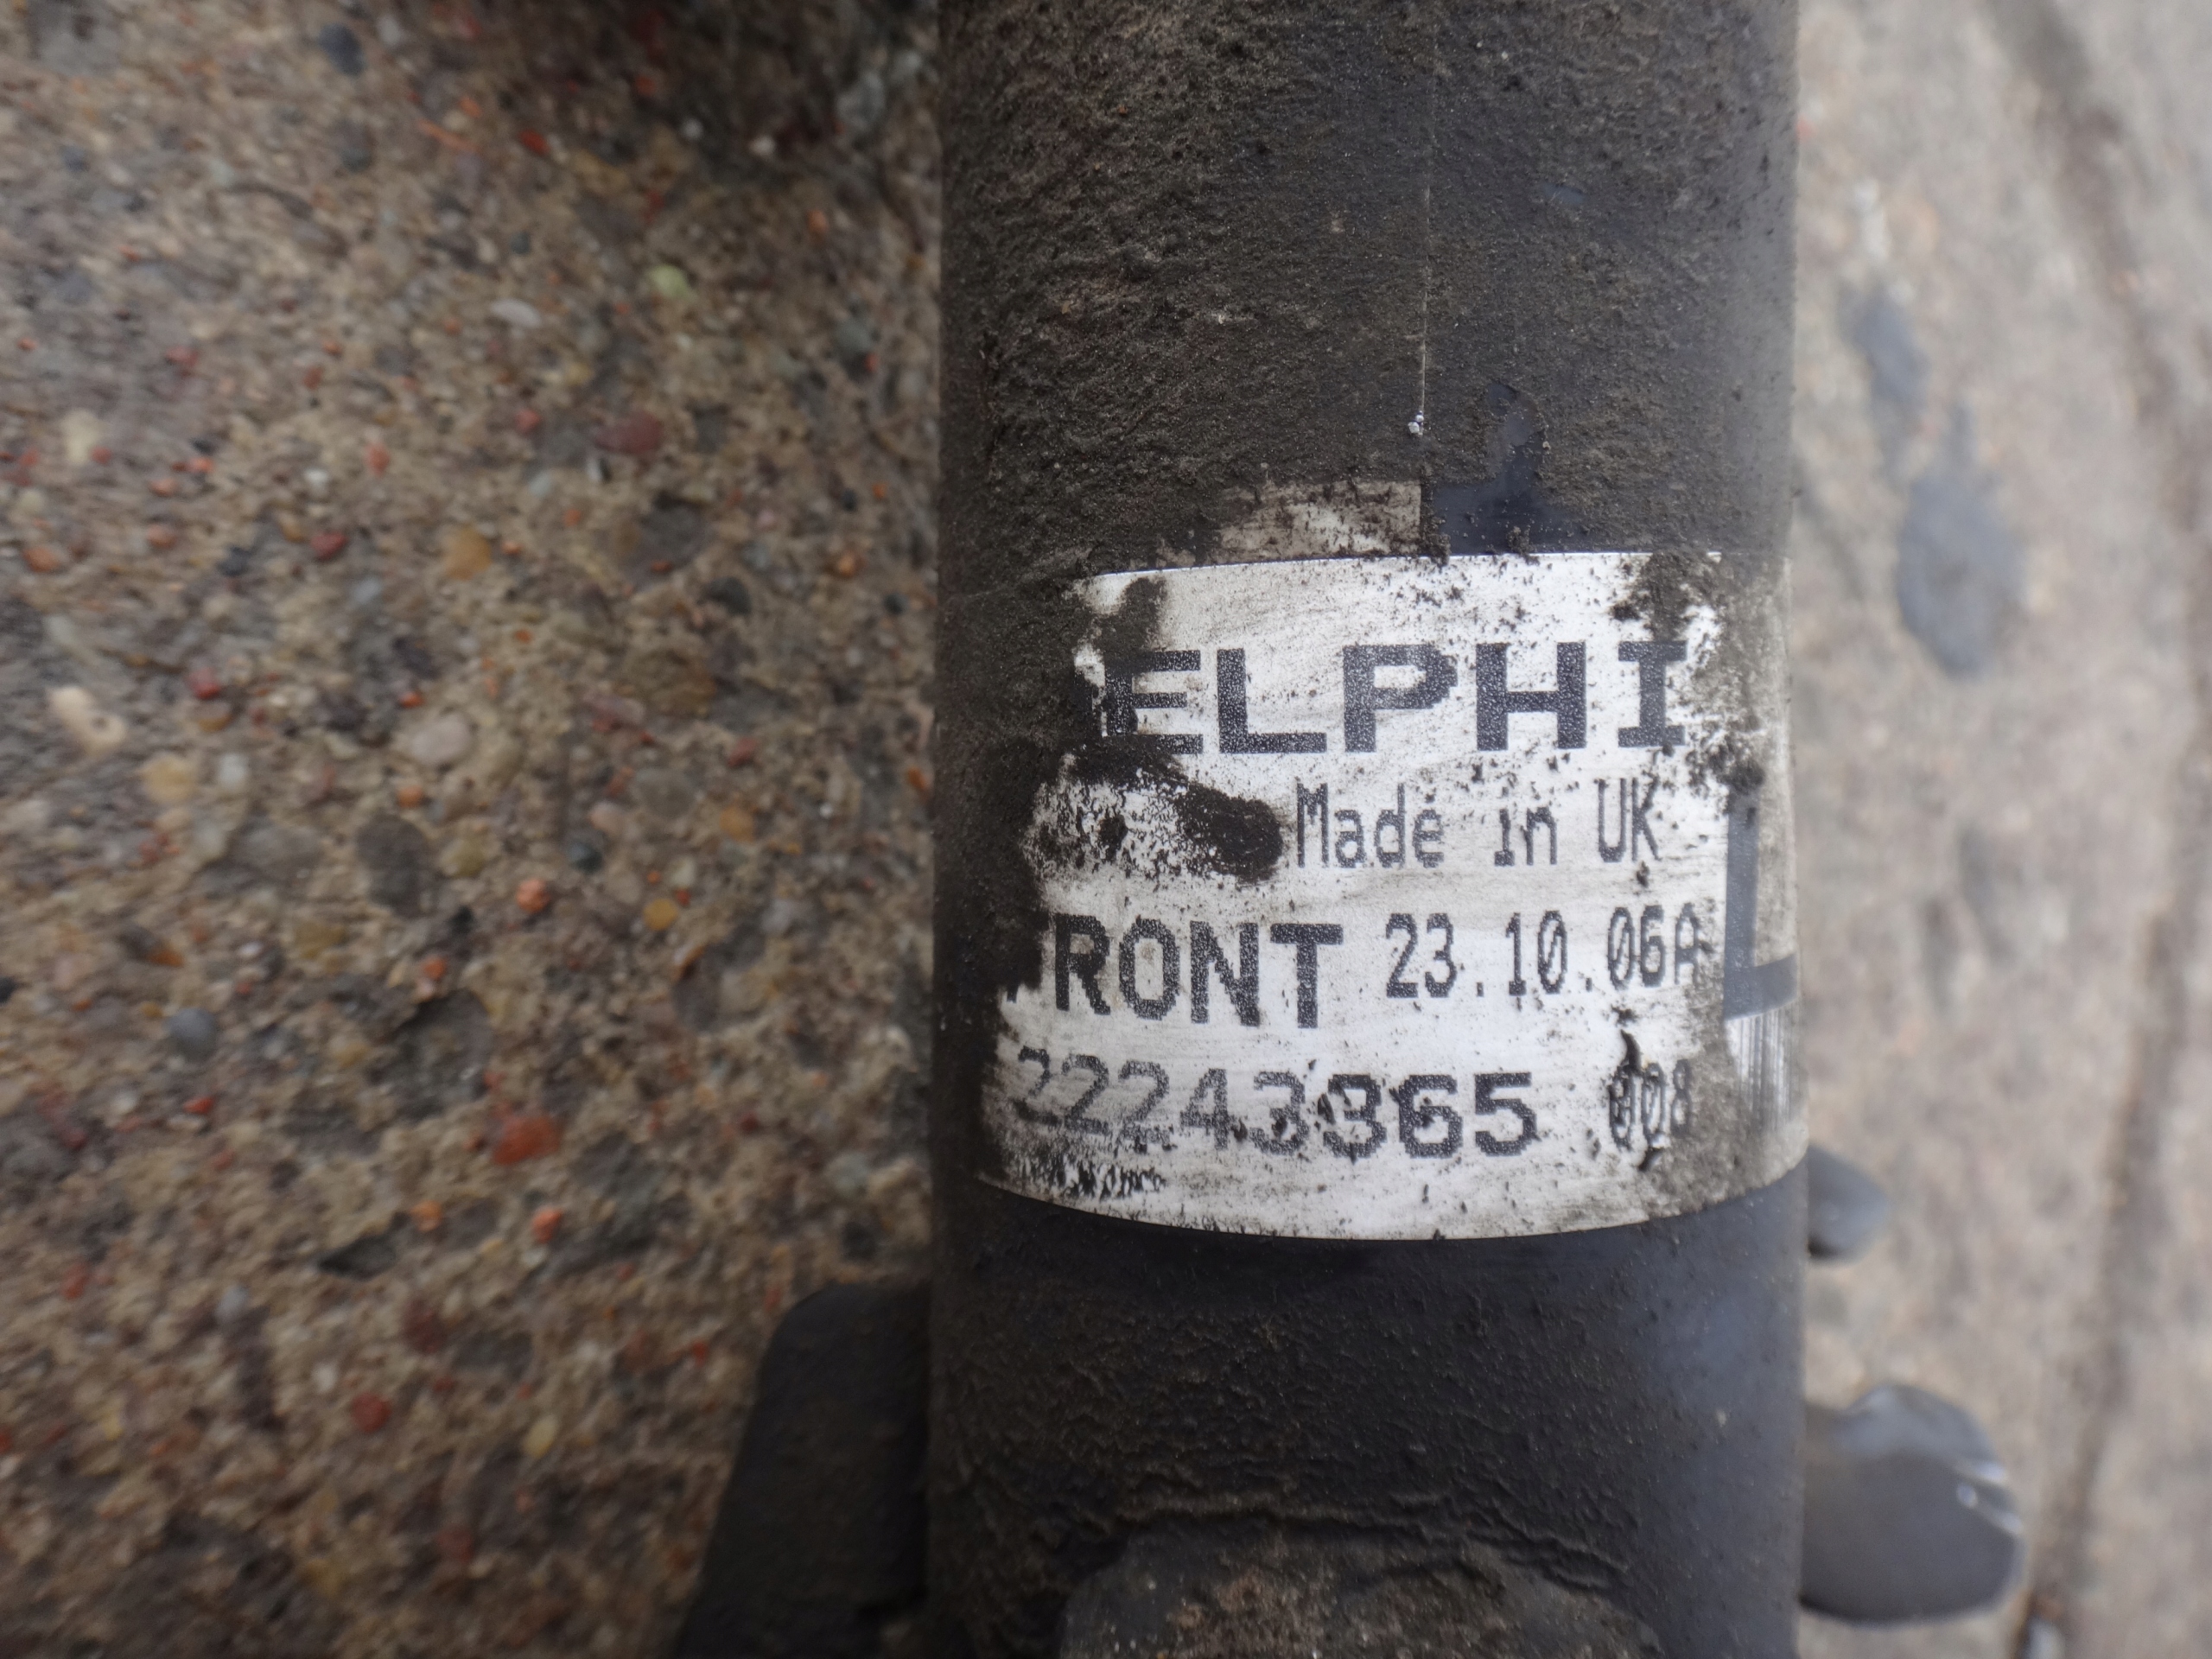 ELPHI
Made in UK
RONT 23.10.06A
L
22243365 008